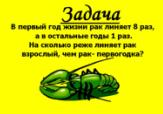 Задача
В первый год жизни рак линяет 8 раз,
а в остальные годы 1 раз.
На сколько реже линяет рак
взрослый, чем рак- первогодка?